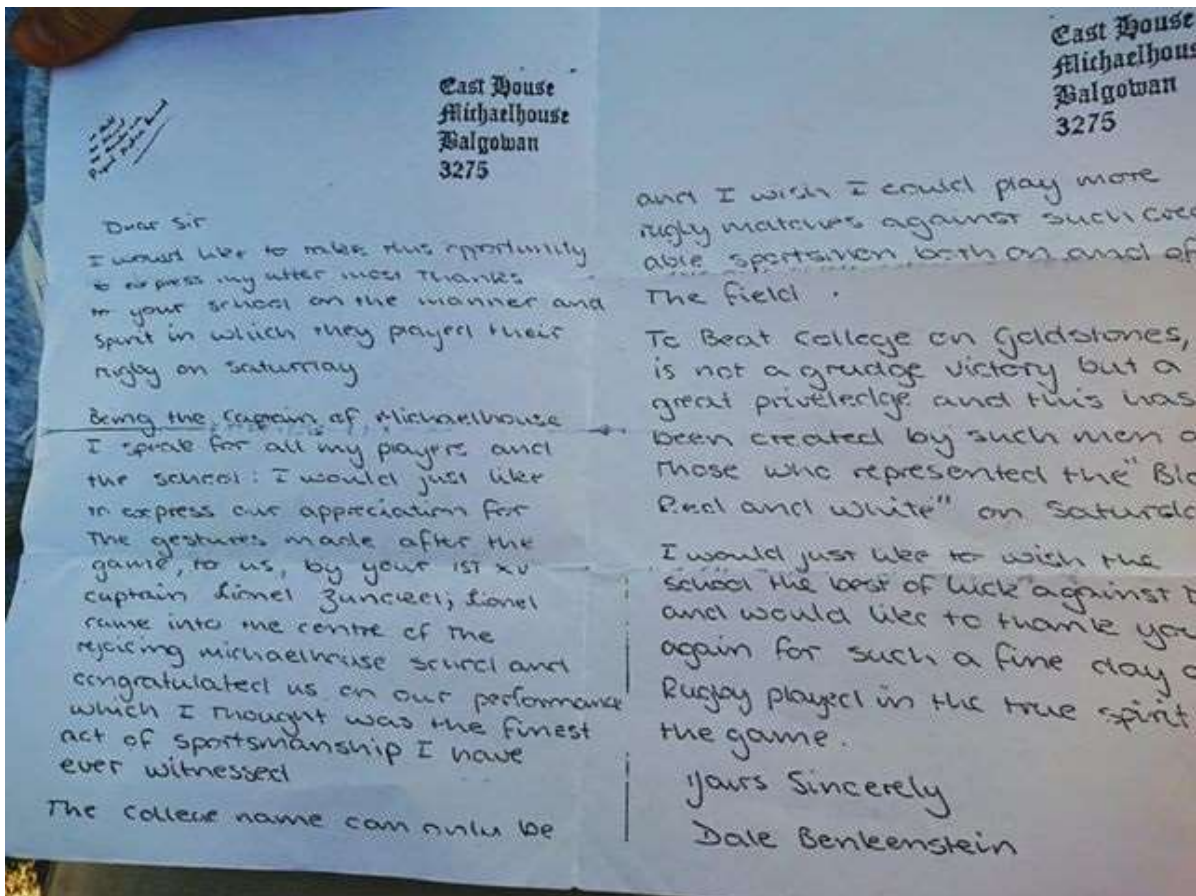 East House
Michaelhouse
Balgowan
3275
Dear Sir
I would like to take this opportunity
to express my utter most Thanks
to your school on the manner and
spirit in which they played their
rugby on Saturday
Being the Captain of Michaelhouse
I speak for all my players and
the school: I would just like
to express our appreciation for
The gestures made after the
game, to us, by your 1st XV
captain Lionel
Lionel
came into the centre of the
rejoicing michaelhouse school and
congratulated us on our performance
which I thought was the finest
act of sportsmanship I have
ever witnessed
The college name can only be
East House
Michaelhous
Balgowan
3275
and I wish I could play more
rugby matches against such
able sportsmen both on and of
The field.
To Beat College on Goldstones,
is not a grudge victory but a
great priveledge and this has
been created by such men
Those who represented the "Bla
Red and White" on Saturda
I would just like to wish the
school the best of luck against
and would like to thank you
again for such a fine day o
Rugby played in the true spirit
the game.
Yours Sincerely
Dale Benkenstein